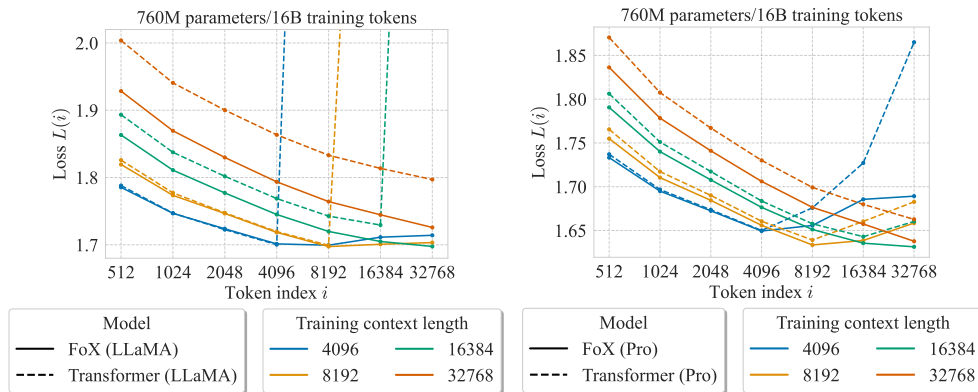 760M parameters/16B training tokens
Loss L(i)
2.0
1.9
1.8
1.7
512 1024 2048 4096 8192 16384 32768
Token index i
Model
FoX (LLaMA)
Transformer (LLaMA)
Training context length
4096 16384
8192 32768
760M parameters/16B training tokens
Loss L(i)
1.85
1.80
1.75
1.70
1.65
512 1024 2048 4096 8192 16384 32768
Token index i
Model
FoX (Pro)
Transformer (Pro)
Training context length
4096 16384
8192 32768